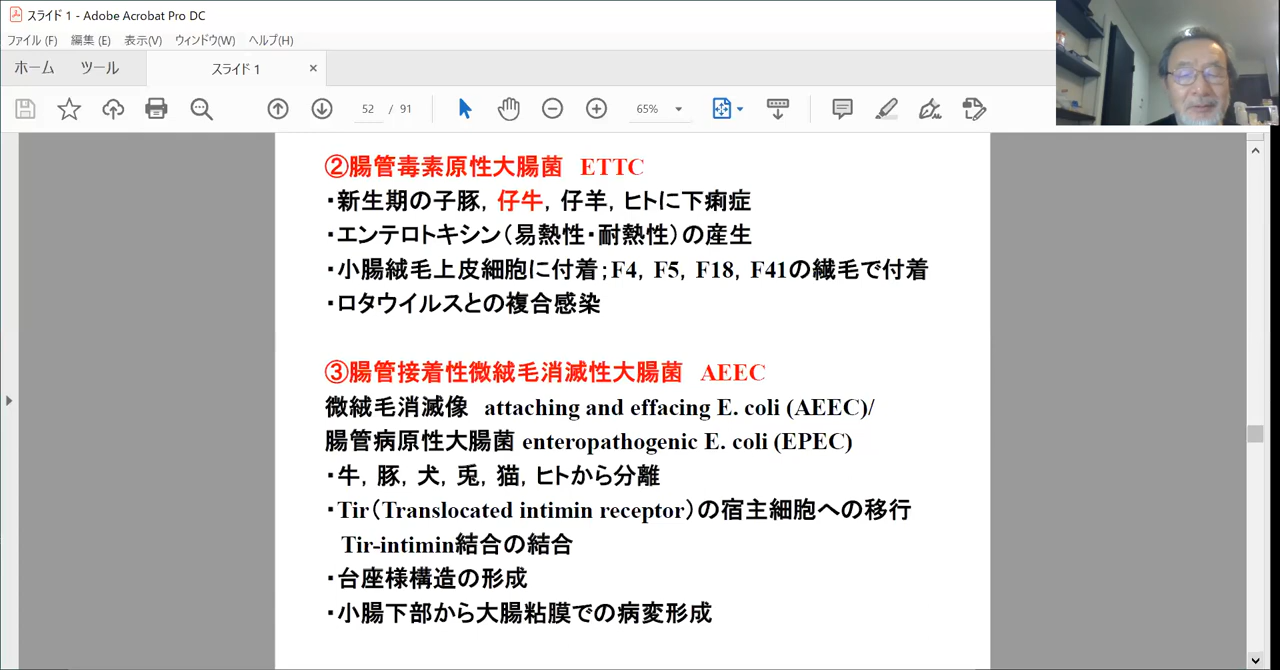 スライド 1 - Adobe Acrobat Pro DC
ファイル (F) 編集 (E) 表示(V) ウィンドウ(W) ヘルプ(H)
ホーム ツール スライド 1 ×
52 / 91 65%
②腸管毒素原性大腸菌 ETTC
・新生期の子豚, 仔牛, 仔羊, ヒトに下痢症
・エンテロトキシン（易熱性・耐熱性）の産生
・小腸絨毛上皮細胞に付着；F4, F5, F18, F41の繊毛で付着
・ロタウイルスとの複合感染
③腸管接着性微絨毛消滅性大腸菌 AEEC
微絨毛消滅像 attaching and effacing E. coli (AEEC)/
腸管病原性大腸菌 enteropathogenic E. coli (EPEC)
・牛, 豚, 犬, 兎, 猫, ヒトから分離
・Tir（Translocated intimin receptor）の宿主細胞への移行
Tir-intimin結合の結合
・台座様構造の形成
・小腸下部から大腸粘膜での病変形成